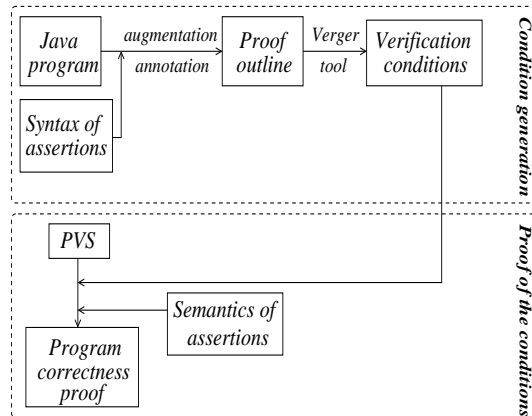 Java
program
augmentation
annotation
Proof
outline
Verger
tool
Verification
conditions
Syntax of
assertions
Condition generation
PVS
Semantics of
assertions
Program
correctness
proof
Proof of the conditions